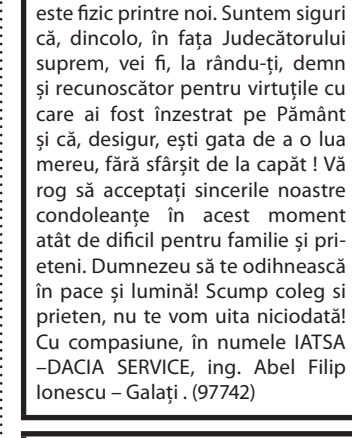 este fizic printre noi. Suntem siguri
că, dincolo, în fața Judecătorului
suprem, vei fi, la rându-ți, demn
și recunoscător pentru virtuțile cu
care ai fost înzestrat pe Pământ
și că, desigur, ești gata de a o lua
mereu, fără sfârșit de la capăt ! Vă
rog să acceptați sincerile noastre
condoleanțe în acest moment
atât de dificil pentru familie și pri-
eteni. Dumnezeu să te odihnească
în pace și lumină! Scump coleg si
prieten, nu te vom uita niciodată!
Cu compasiune, în numele IATSA
–DACIA SERVICE, ing. Abel Filip
Ionescu – Galați . (97742)